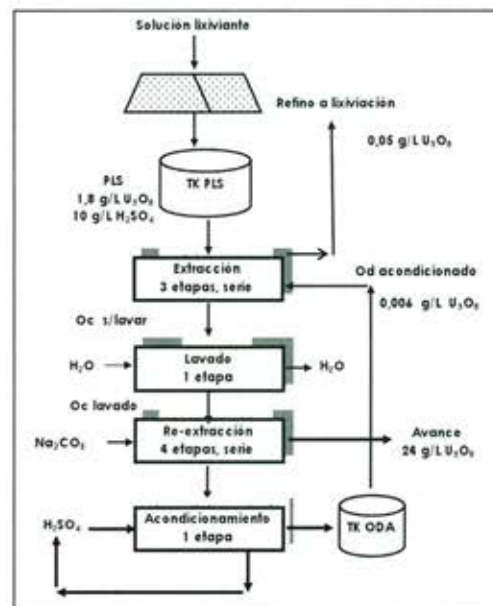 Solución lixiviante
Refino a lixiviación
0,05 g/L U₃O₈
TK PLS
PLS
1,8 g/L U₃O₈
10 g/L H₂SO₄
Extracción
3 etapas, serie
Od acondicionado
0,006 g/L U₃O₈
Oc s/lavar
H₂O
Lavado
1 etapa
H₂O
Oc lavado
Na₂CO₃
Re-extracción
4 etapas, serie
Avance
24 g/L U₃O₈
H₂SO₄
Acondicionamiento
1 etapa
TK ODA